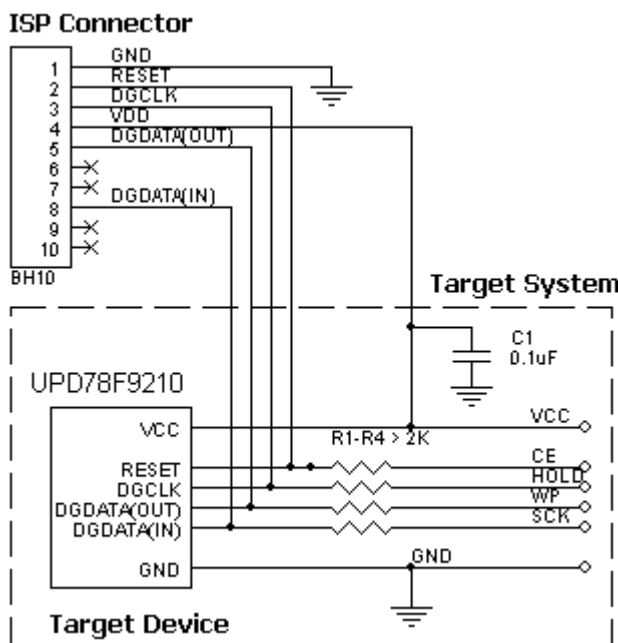 ISP Connector
1 GND
2 RESET
3 DGCLK
4 VDD
5 DGDATA(OUT)
6
7
8 DGDATA(IN)
9
10
BH10
Target System
C1
0.1uF
UPD78F9210
VCC
VCC
R1-R4 > 2K
RESET
CE
DGCLK
HOLD
DGDATA(OUT)
WP
DGDATA(IN)
SCK
GND
GND
Target Device